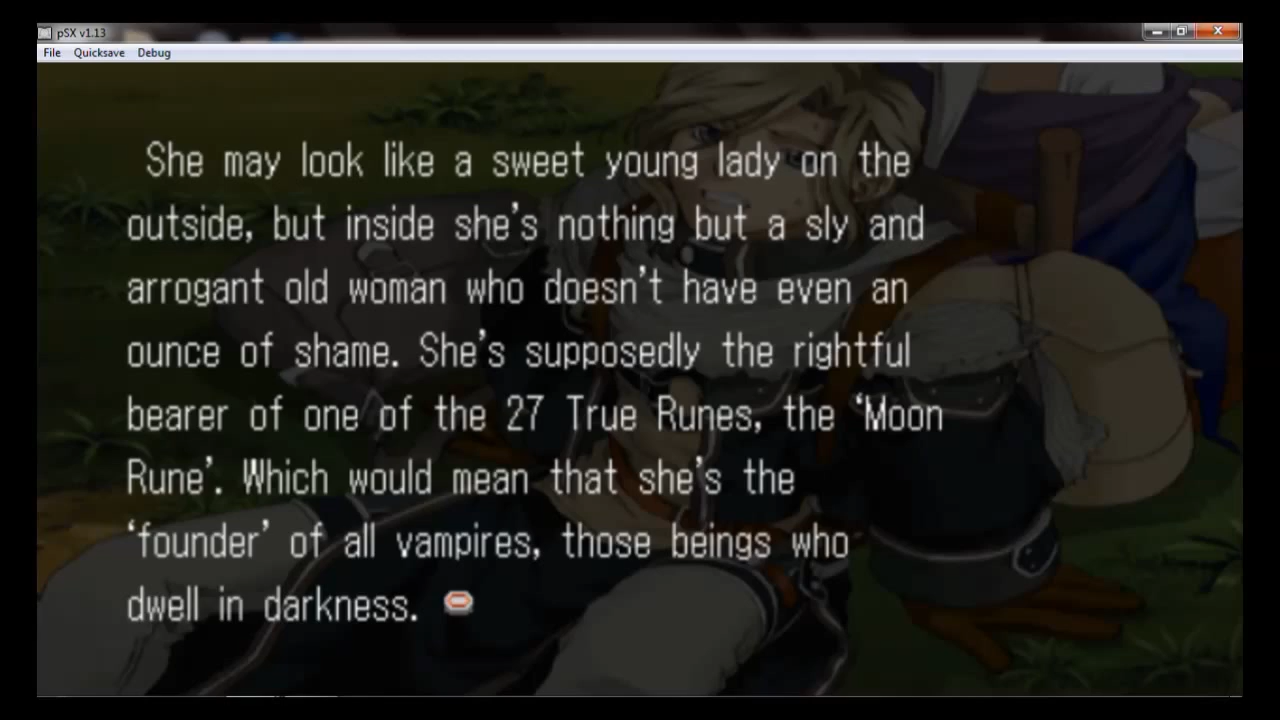 pSX v1.13
File Quicksave Debug
She may look like a sweet young lady on the
outside, but inside she's nothing but a sly and
arrogant old woman who doesn't have even an
ounce of shame. She's supposedly the rightful
bearer of one of the 27 True Runes, the ‘Moon
Rune’. Which would mean that she's the
‘founder’ of all vampires, those beings who
dwell in darkness.